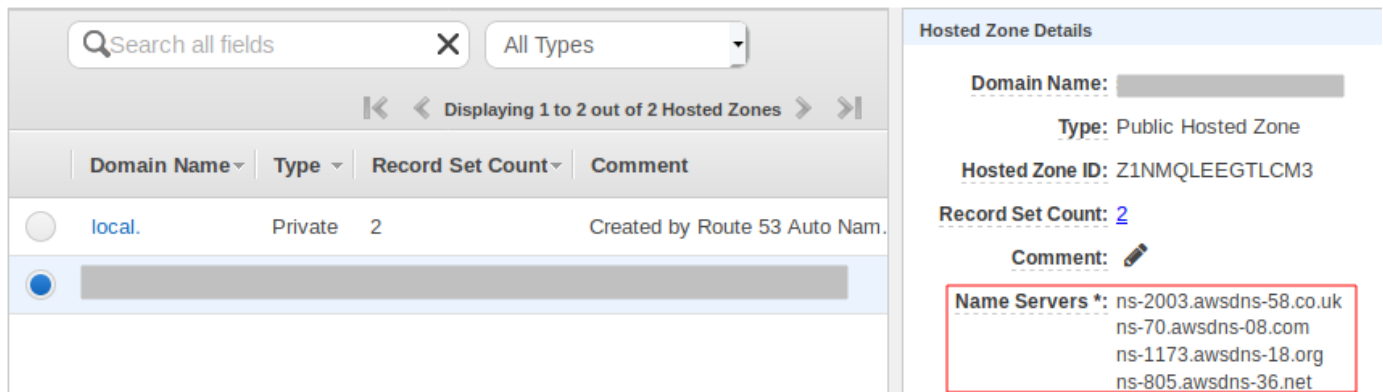 Search all fields
All Types
Displaying 1 to 2 out of 2 Hosted Zones
Domain Name Type Record Set Count Comment
local. Private 2 Created by Route 53 Auto Nam.
Hosted Zone Details
Domain Name:
Type: Public Hosted Zone
Hosted Zone ID: Z1NMQLEEGTLCM3
Record Set Count: 2
Comment:
Name Servers *: ns-2003.awsdns-58.co.uk
ns-70.awsdns-08.com
ns-1173.awsdns-18.org
ns-805.awsdns-36.net